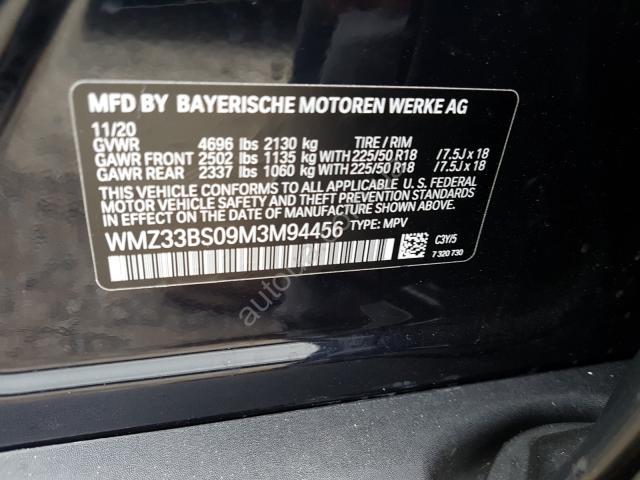 MFD BY BAYERISCHE MOTOREN WERKE AG
11/20
GVWR 4696 lbs 2130 kg TIRE / RIM
GAWR FRONT 2502 lbs 1135 kg WITH 225/50 R18 /7.5J x 18
GAWR REAR 2337 lbs 1060 kg WITH 225/50 R18 /7.5J x 18
THIS VEHICLE CONFORMS TO ALL APPLICABLE U. S. FEDERAL
MOTOR VEHICLE SAFETY, BUMPER, AND THEFT PREVENTION
STANDARDS IN EFFECT ON THE DATE OF MANUFACTURE SHOWN ABOVE.
WMZ33BS09M3M94456 TYPE: MPV
C3Y/5
7 320 730